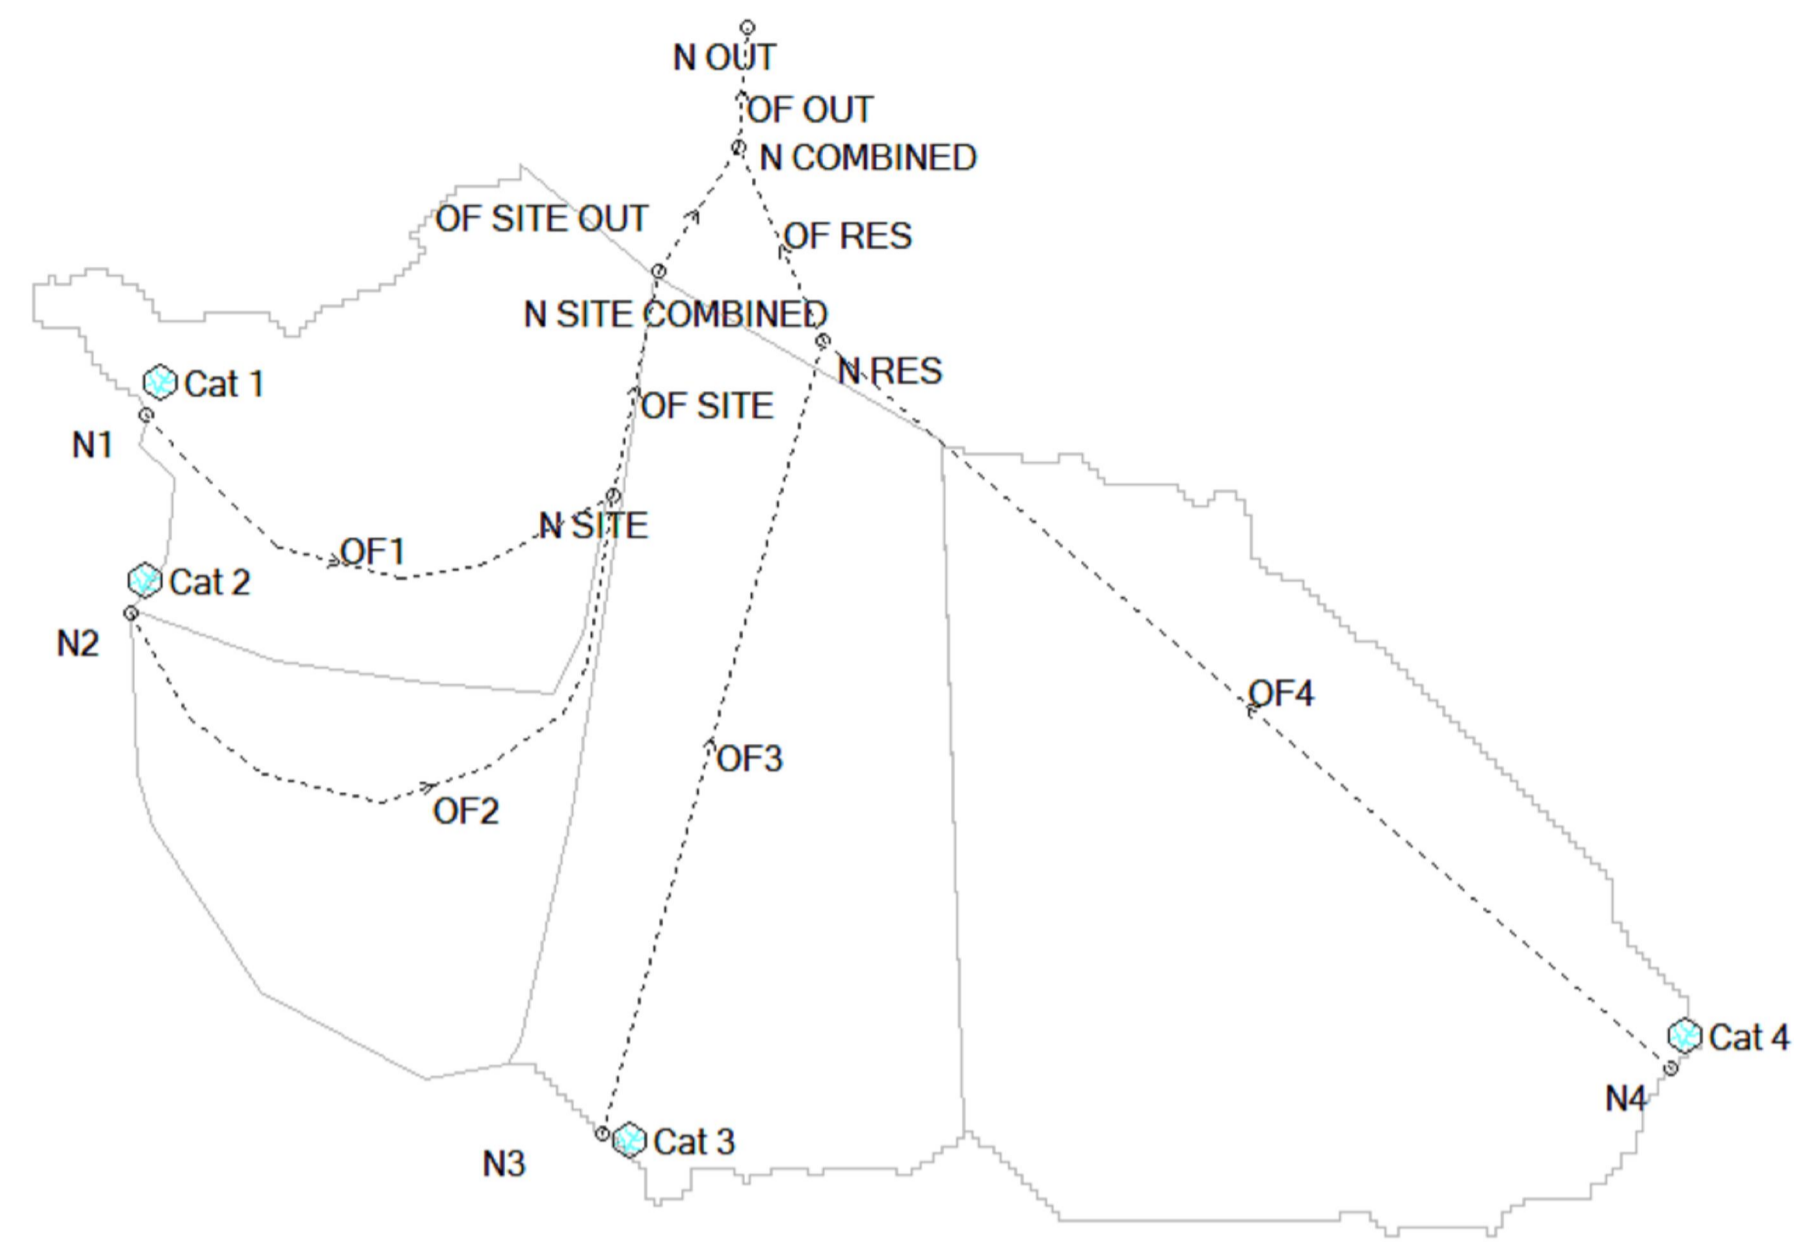 N OUT
OF OUT
N COMBINED
OF SITE OUT
OF RES
N SITE COMBINED
N RES
Cat 1
OF SITE
N1
N SITE
OF1
Cat 2
N2
OF4
OF3
OF2
Cat 4
N4
Cat 3
N3